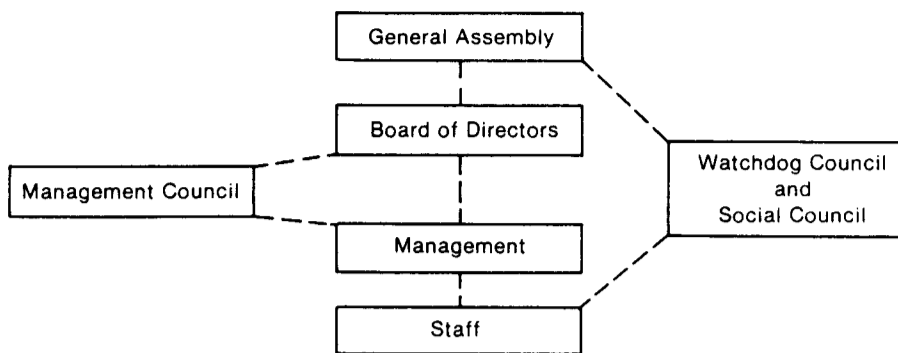 General Assembly
Board of Directors
Management Council
Watchdog Council
and
Social Council
Management
Staff